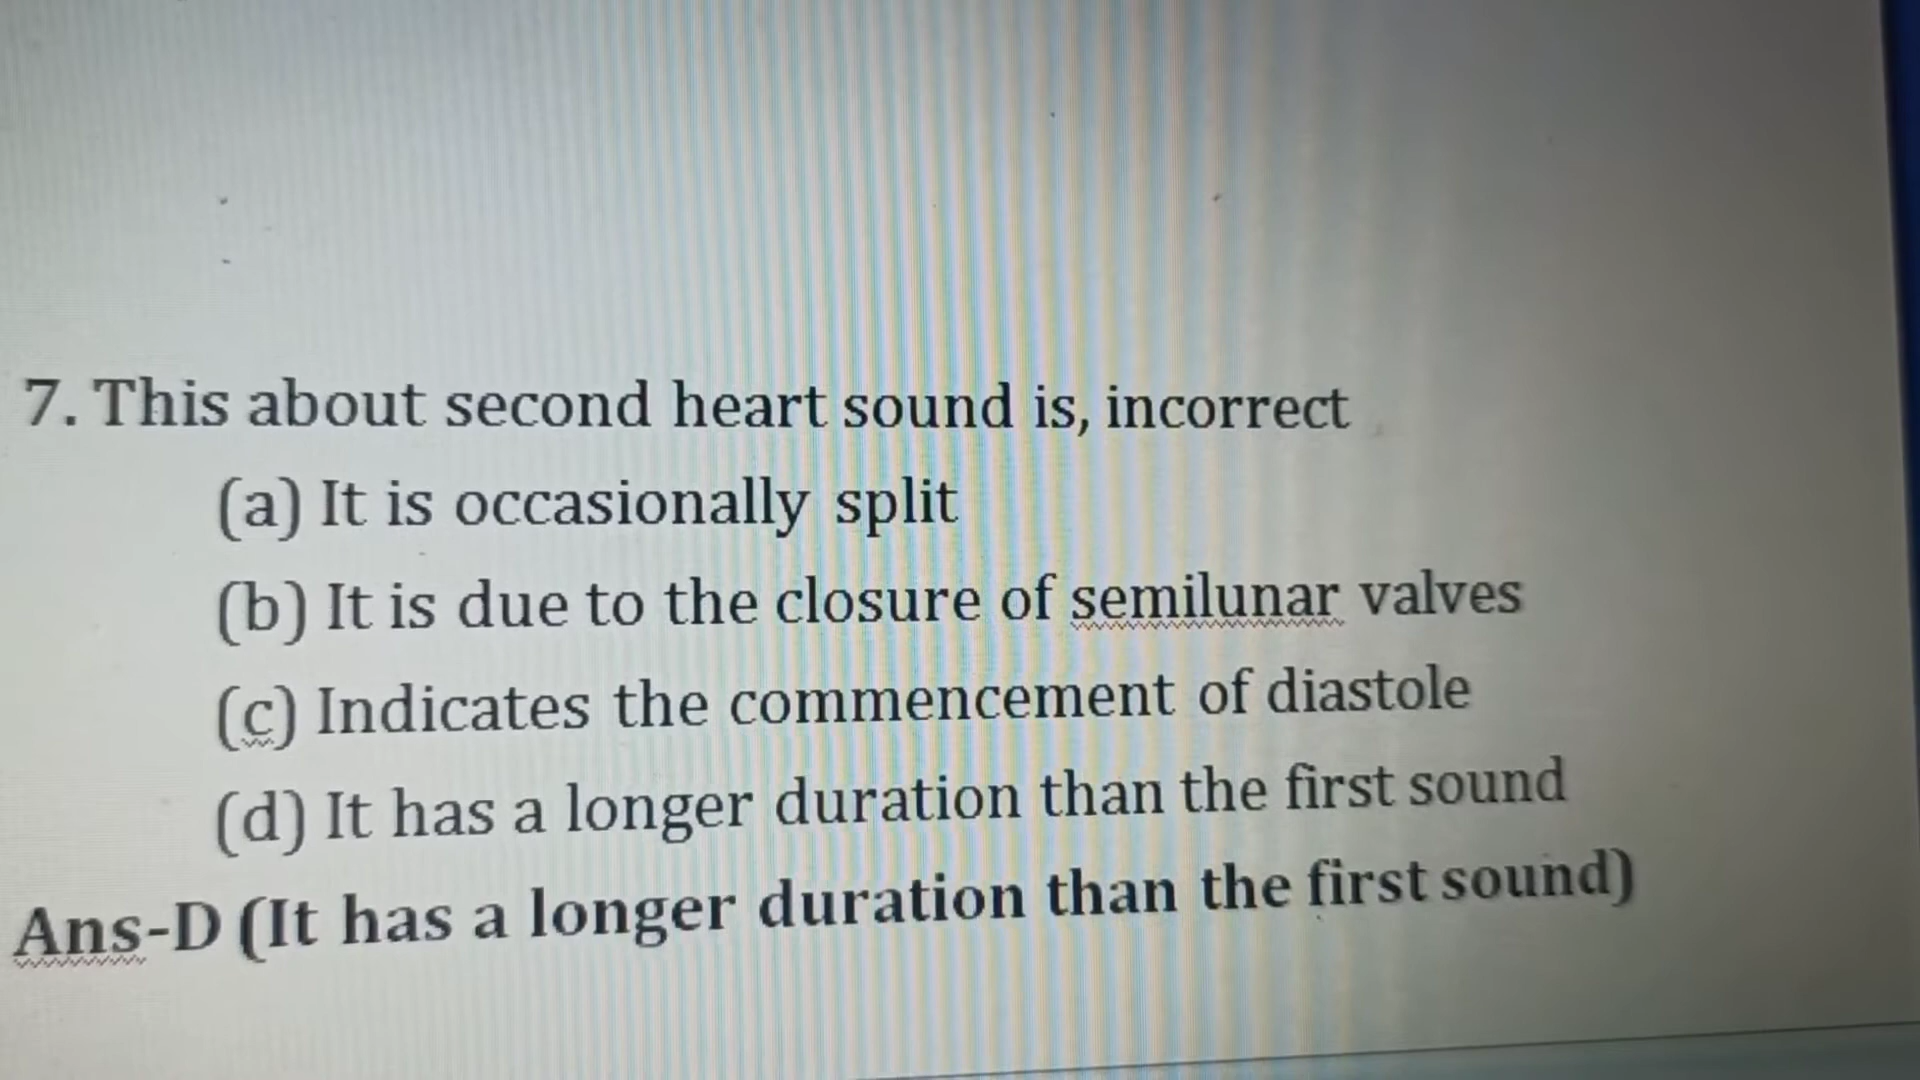 7. This about second heart sound is, incorrect
(a) It is occasionally split
(b) It is due to the closure of semilunar valves
(c) Indicates the commencement of diastole
(d) It has a longer duration than the first sound
Ans-D (It has a longer duration than the first sound)